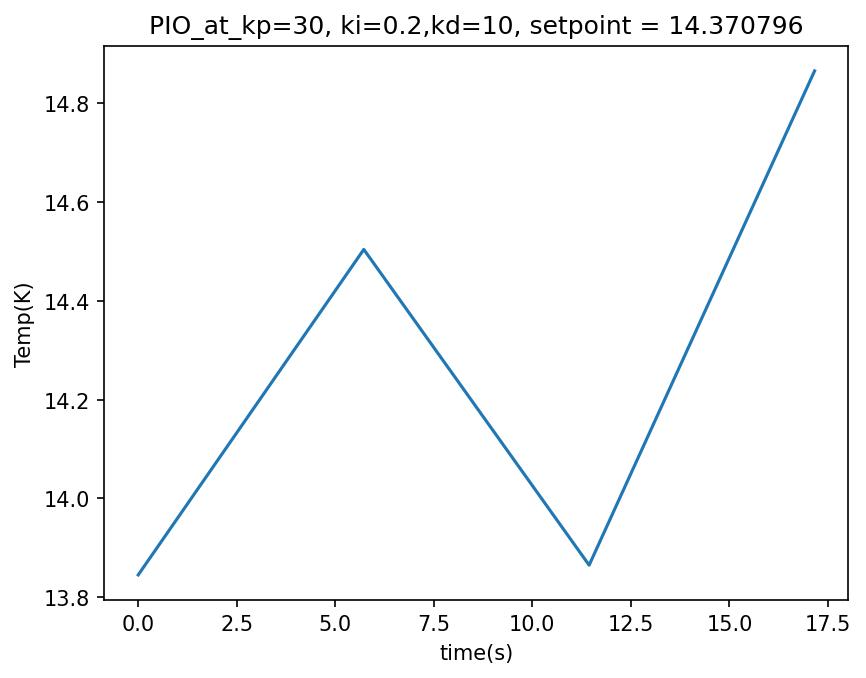 PIO_at_kp=30, ki=0.2,kd=10, setpoint = 14.370796
14.8
14.6
14.4
14.2
14.0
13.8
Temp(K)
0.0 2.5 5.0 7.5 10.0 12.5 15.0 17.5
time(s)